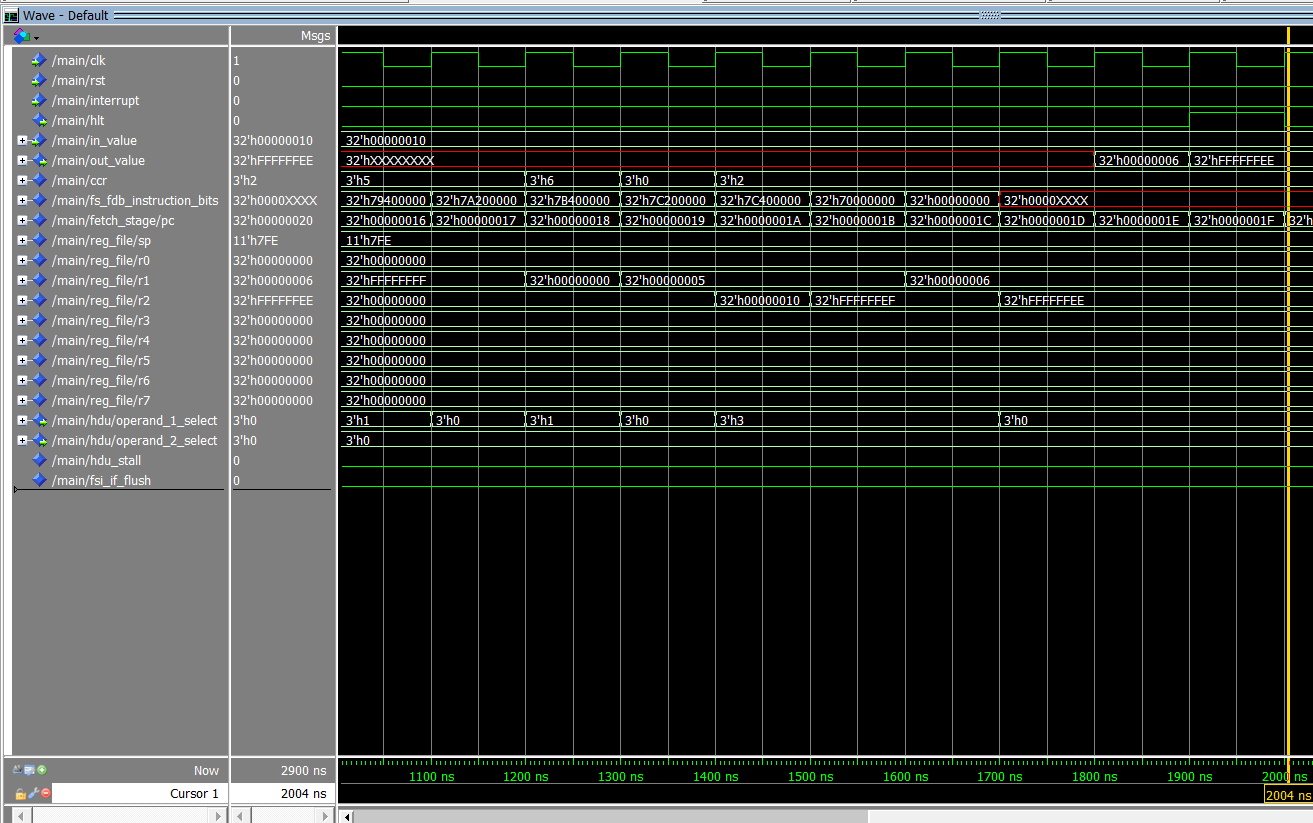 Wave - Default
Msgs
/main/clk 1
/main/rst 0
/main/interrupt 0
/main/hlt 0
/main/in_value 32'h00000010 32'h00000010
/main/out_value 32'hFFFFFFEE 32'hXXXXXXXX 32'h00000006 32'hFFFFFFEE
/main/ccr 3'h2 3'h5 3'h6 3'h0 3'h2
/main/fs_fdb_instruction_bits 32'h0000XXXX 32'h79400000 32'h7A200000 32'h7B400000 32'h7C200000 32'h7C400000 32'h70000000 32'h00000000 32'h0000XXXX
/main/fetch_stage/pc 32'h00000020 32'h00000016 32'h00000017 32'h00000018 32'h00000019 32'h0000001A 32'h0000001B 32'h0000001C 32'h0000001D 32'h0000001E 32'h0000001F 32'h
/main/reg_file/sp 11'h7FE 11'h7FE
/main/reg_file/r0 32'h00000000 32'h00000000
/main/reg_file/r1 32'h00000006 32'hFFFFFFFF 32'h00000000 32'h00000005 32'h00000006
/main/reg_file/r2 32'hFFFFFFEE 32'h00000000 32'h00000010 32'hFFFFFFEF 32'hFFFFFFEE
/main/reg_file/r3 32'h00000000 32'h00000000
/main/reg_file/r4 32'h00000000 32'h00000000
/main/reg_file/r5 32'h00000000 32'h00000000
/main/reg_file/r6 32'h00000000 32'h00000000
/main/reg_file/r7 32'h00000000 32'h00000000
/main/hdu/operand_1_select 3'h0 3'h1 3'h0 3'h1 3'h0 3'h3 3'h0
/main/hdu/operand_2_select 3'h0 3'h0
/main/hdu_stall 0
/main/fsi_if_flush 0
Now 2900 ns 1100 ns 1200 ns 1300 ns 1400 ns 1500 ns 1600 ns 1700 ns 1800 ns 1900 ns 2000 ns
Cursor 1 2004 ns 2004 ns